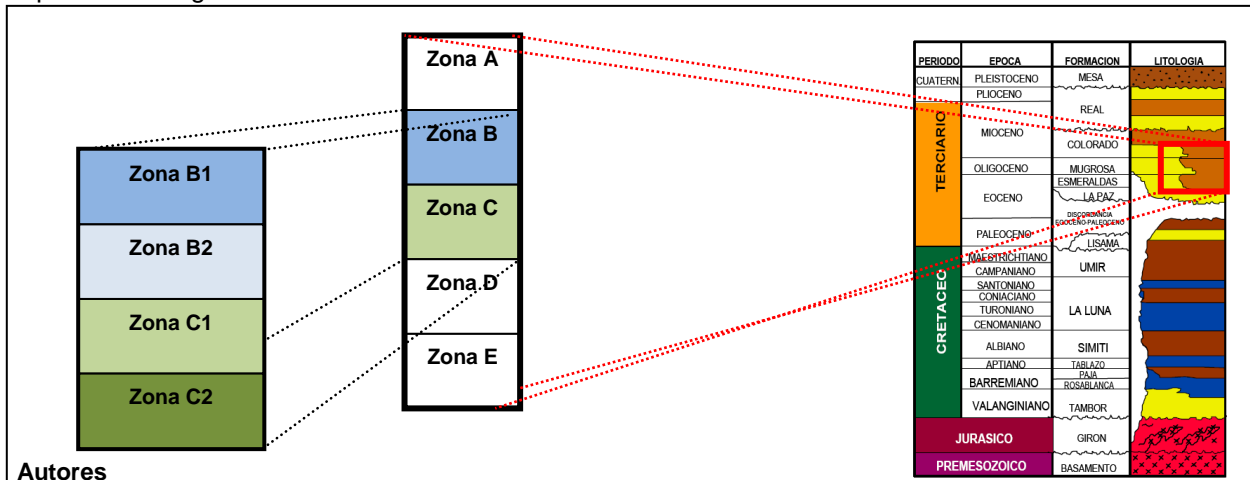 Zona B1
Zona B2
Zona C1
Zona C2
Autores
Zona A
Zona B
Zona C
Zona D
Zona E
PERIODO EPOCA FORMACION LITOLOGIA
CUATERN. PLEISTOCENO MESA
PLIOCENO
REAL
TERCIARIO
MIOCENO
COLORADO
OLIGOCENO MUGROSA
ESMERALDAS
EOCENO
LA PAZ
DISCORDANCIA
EOCENO-PALEOCENO
PALEOCENO
LISAMA
CRETACEO
MAESTRICHTIANO
UMIR
CAMPANIANO
SANTONIANO
CONIACIANO
LA LUNA
TURONIANO
CENOMANIANO
ALBIANO SIMITI
APTIANO TABLAZO
PAJA
BARREMIANO
ROSABLANCA
VALANGINIANO TAMBOR
JURASICO GIRON
PREMESOZOICO BASAMENTO